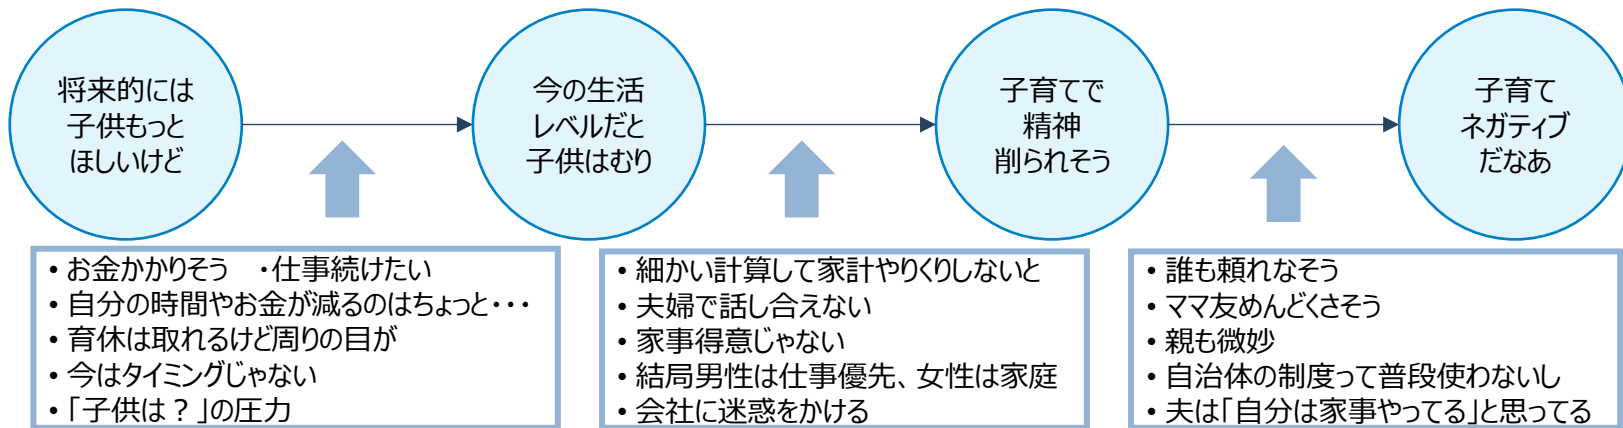 将来的には
子供もっと
ほしいけど
今の生活
レベルだと
子供はむり
子育てで
精神
削られそう
子育て
ネガティブ
だなあ
• お金かかりそう　・仕事続けたい
• 自分の時間やお金が減るのはちょっと・・・
• 育休は取れるけど周りの目が
• 今はタイミングじゃない
• 「子供は？」の圧力
• 細かい計算して家計やりくりしないと
• 夫婦で話し合えない
• 家事得意じゃない
• 結局男性は仕事優先、女性は家庭
• 会社に迷惑をかける
• 誰も頼れなそう
• ママ友めんどくさそう
• 親も微妙
• 自治体の制度って普段使わないし
• 夫は「自分は家事やってる」と思ってる